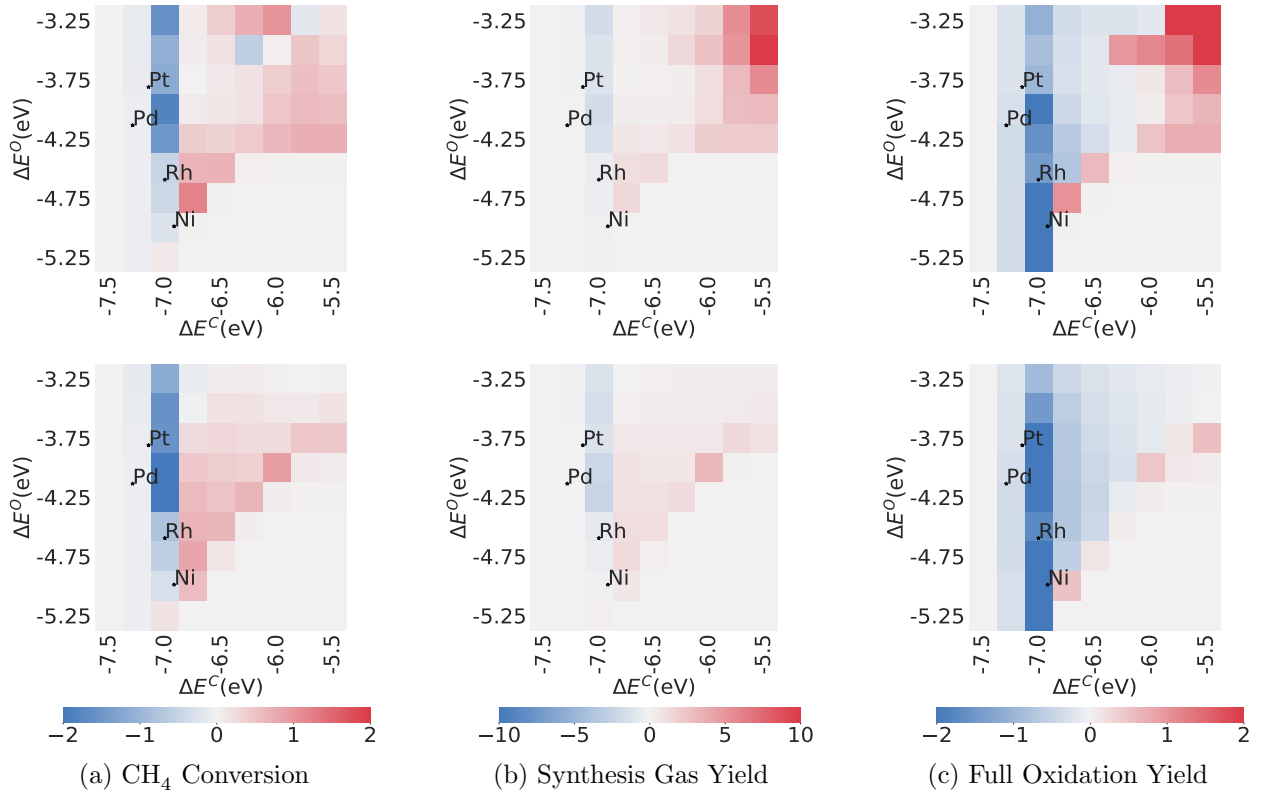 -3.25
-3.75
-4.25
-4.75
-5.25
ΔE^O(eV)
Pt
Pd
Rh
Ni
-7.5
-7.0
-6.5
-6.0
-5.5
ΔE^C(eV)
-3.25
-3.75
-4.25
-4.75
-5.25
ΔE^O(eV)
Pt
Pd
Rh
Ni
-7.5
-7.0
-6.5
-6.0
-5.5
ΔE^C(eV)
-3.25
-3.75
-4.25
-4.75
-5.25
ΔE^O(eV)
Pt
Pd
Rh
Ni
-7.5
-7.0
-6.5
-6.0
-5.5
ΔE^C(eV)
-3.25
-3.75
-4.25
-4.75
-5.25
ΔE^O(eV)
Pt
Pd
Rh
Ni
-7.5
-7.0
-6.5
-6.0
-5.5
ΔE^C(eV)
-3.25
-3.75
-4.25
-4.75
-5.25
ΔE^O(eV)
Pt
Pd
Rh
Ni
-7.5
-7.0
-6.5
-6.0
-5.5
ΔE^C(eV)
-3.25
-3.75
-4.25
-4.75
-5.25
ΔE^O(eV)
Pt
Pd
Rh
Ni
-7.5
-7.0
-6.5
-6.0
-5.5
ΔE^C(eV)
−2 −1 0 1 2
−10 −5 0 5 10
−2 −1 0 1 2
(a) CH₄ Conversion
(b) Synthesis Gas Yield
(c) Full Oxidation Yield